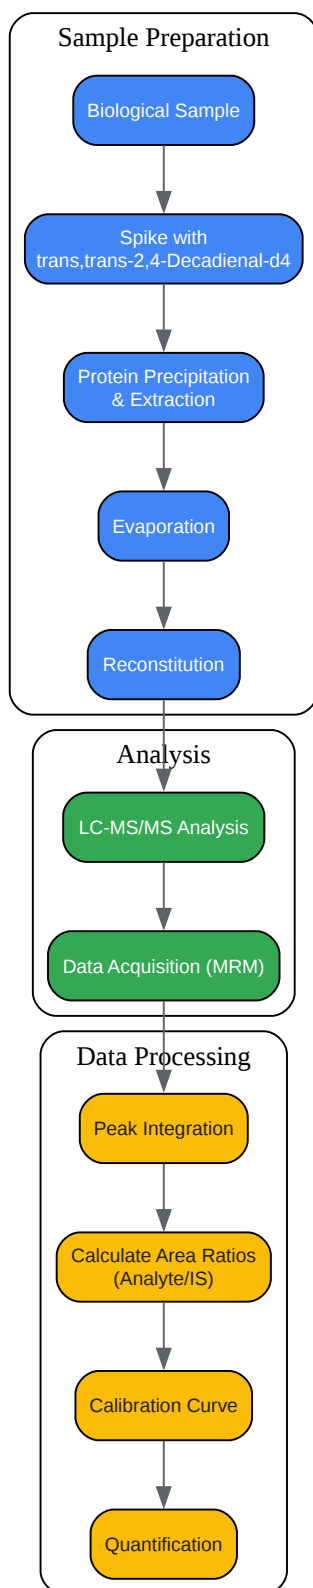 Sample Preparation
Biological Sample
Spike with
trans,trans-2,4-Decadienal-d4
Protein Precipitation
& Extraction
Evaporation
Reconstitution
Analysis
LC-MS/MS Analysis
Data Acquisition (MRM)
Data Processing
Peak Integration
Calculate Area Ratios
(Analyte/IS)
Calibration Curve
Quantification